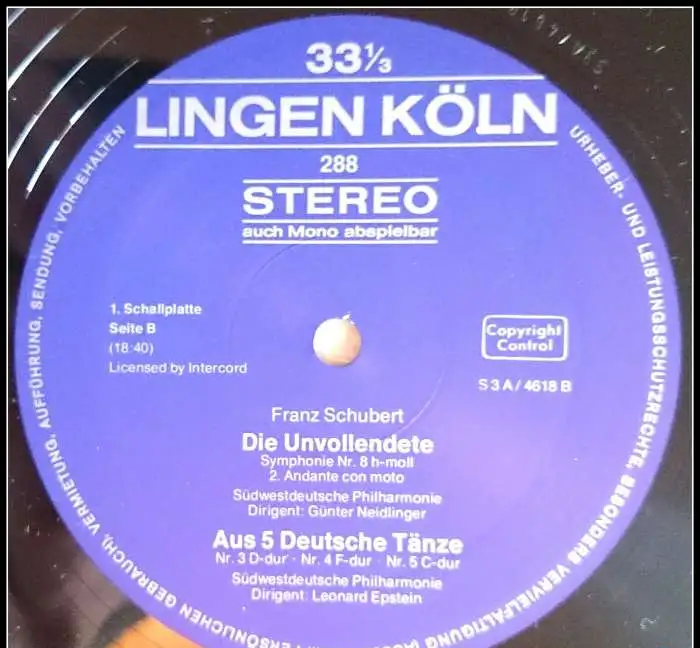 33⅓
LINGEN KÖLN
288
STEREO
auch Mono abspielbar
1. Schallplatte
Seite B
(18:40)
Licensed by Intercord
Copyright
Control
S 3 A / 4618 B
Franz Schubert
Die Unvollendete
Symphonie Nr. 8 h-moll
2. Andante con moto
Südwestdeutsche Philharmonie
Dirigent: Günter Neidlinger
Aus 5 Deutsche Tänze
Nr. 3 D-dur · Nr. 4 F-dur · Nr. 5 C-dur
Südwestdeutsche Philharmonie
Dirigent: Leonard Epstein
URHEBER- UND LEISTUNGSSCHUTZRECHTE, BESONDERS VERVIELFÄLTIGUNG PERSÖNLICHEN GEBRAUCH), VERMIETUNG, AUFFÜHRUNG, SENDUNG, VORBEHALTEN